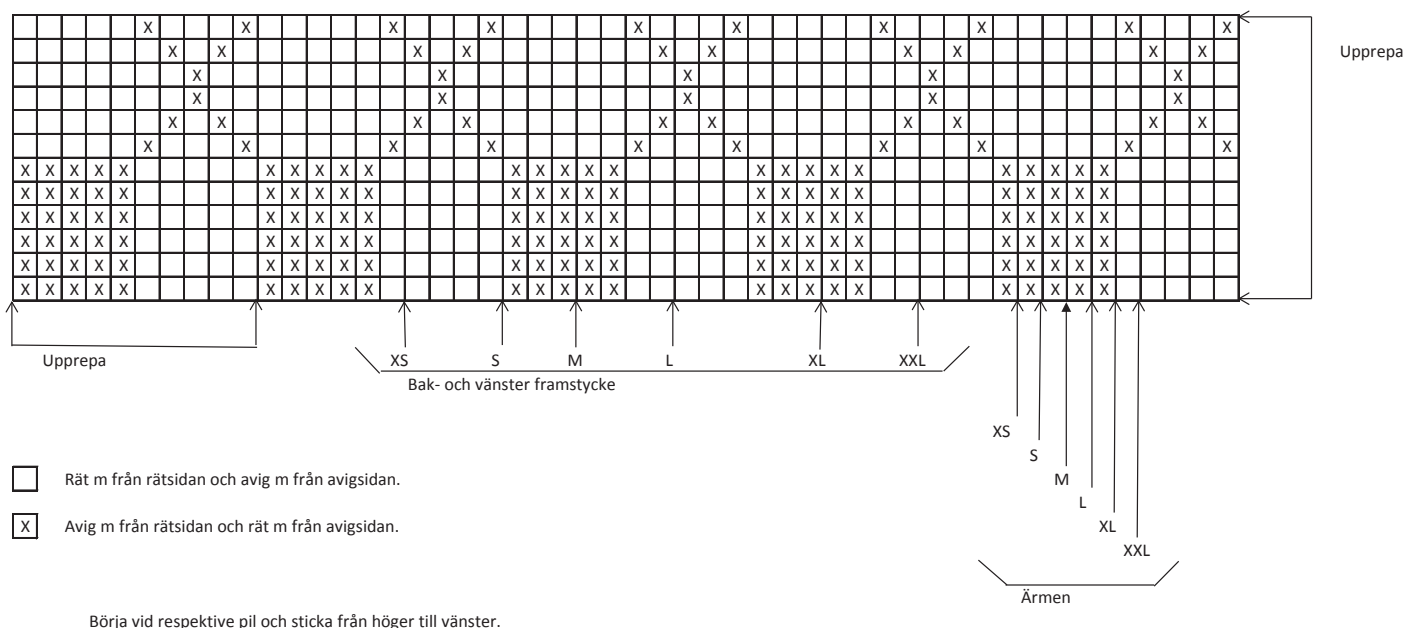 X X X X X X X X X X
X X X X X X X X X X
Upprepa
X X X X X
X X X X X
X X X X X X X X X X
X X X X X X X X X X
X X X X X X X X X X X X X X X X X X X X X X X X X
X X X X X X X X X X X X X X X X X X X X X X X X X
X X X X X X X X X X X X X X X X X X X X X X X X X
X X X X X X X X X X X X X X X X X X X X X X X X X
X X X X X X X X X X X X X X X X X X X X X X X X X
X X X X X X X X X X X X X X X X X X X X X X X X X
Upprepa
XS S M L XL XXL
Bak- och vänster framstycke
XS
S
M
L
XL
XXL
Ärmen
Rät m från rätsidan och avig m från avigsidan.
X Avig m från rätsidan och rät m från avigsidan.
Börja vid respektive pil och sticka från höger till vänster.